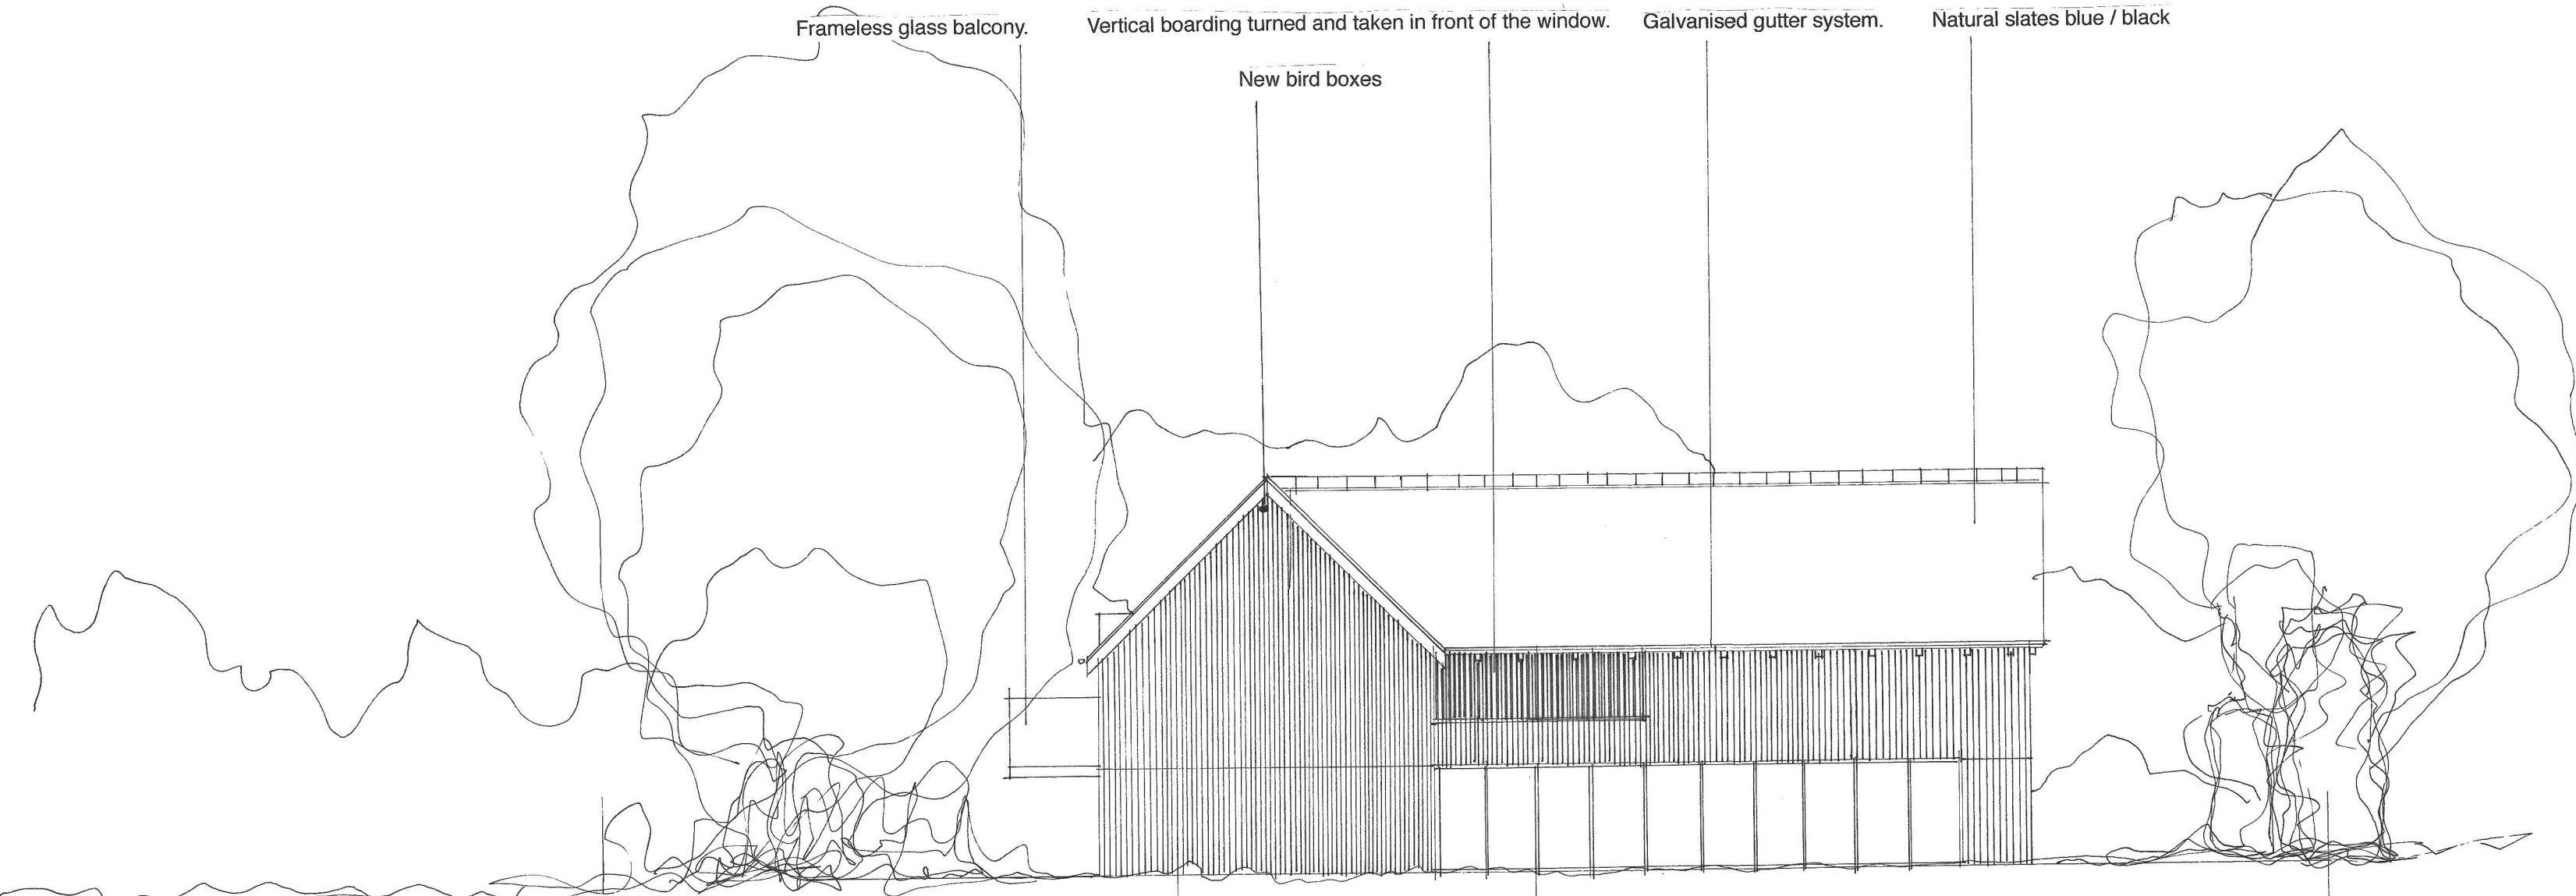 Frameless glass balcony.
Vertical boarding turned and taken in front of the window.
Galvanised gutter system.
Natural slates blue / black
New bird boxes